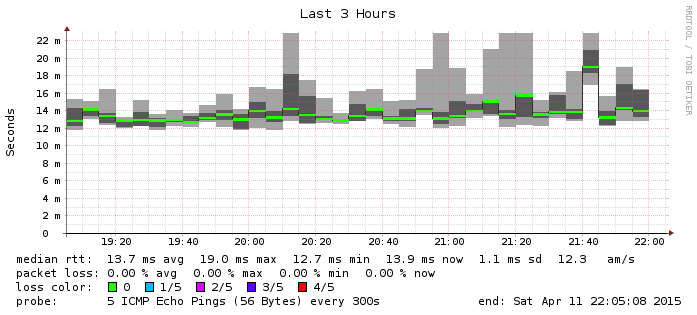 Last 3 Hours
RRDTOOL / TOBI OETIKER
Seconds
22 m
20 m
18 m
16 m
14 m
12 m
10 m
8 m
6 m
4 m
2 m
0
19:20 19:40 20:00 20:20 20:40 21:00 21:20 21:40 22:00
median rtt: 13.7 ms avg 19.0 ms max 12.7 ms min 13.9 ms now 1.1 ms sd 12.3 am/s
packet loss: 0.00 % avg 0.00 % max 0.00 % min 0.00 % now
loss color: 0 1/5 2/5 3/5 4/5
probe: 5 ICMP Echo Pings (56 Bytes) every 300s end: Sat Apr 11 22:05:08 2015